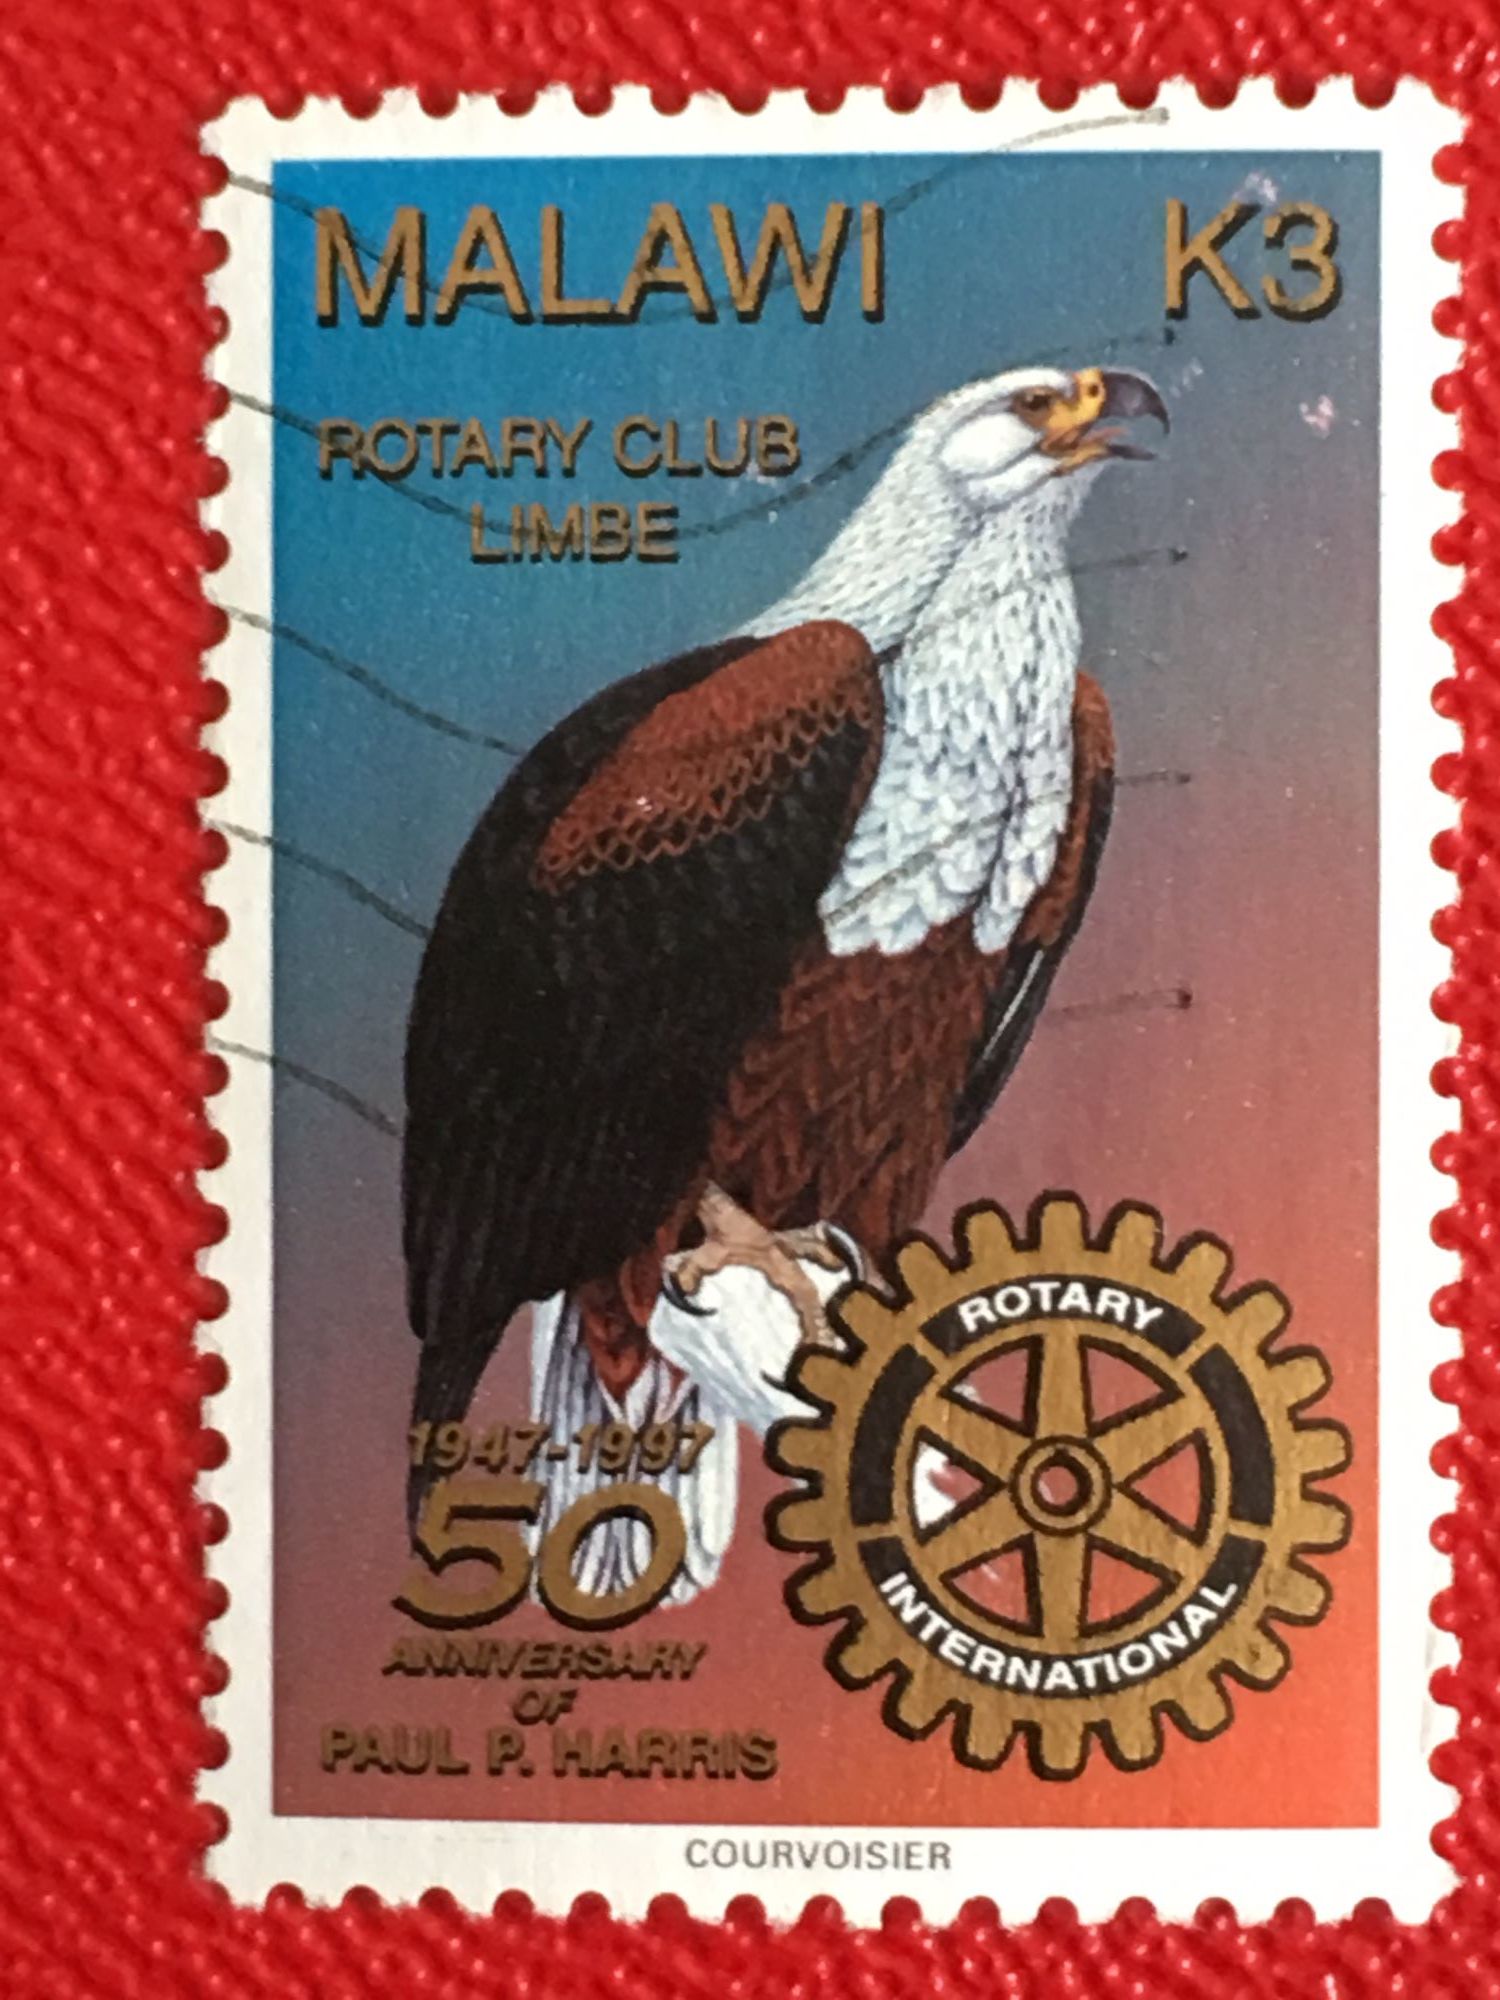 MALAWI K3
ROTARY CLUB
LIMBE
1947-1997
50
ANNIVERSARY
OF
PAUL P. HARRIS
ROTARY
INTERNATIONAL
COURVOISIER